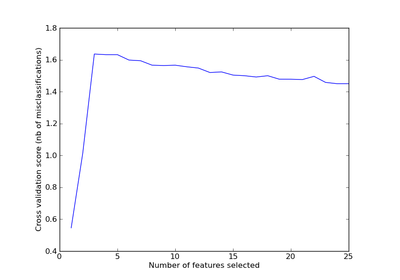 Cross validation score (nb of misclassifications)
1.8
1.6
1.4
1.2
1.0
0.8
0.6
0.4
0 5 10 15 20 25
Number of features selected